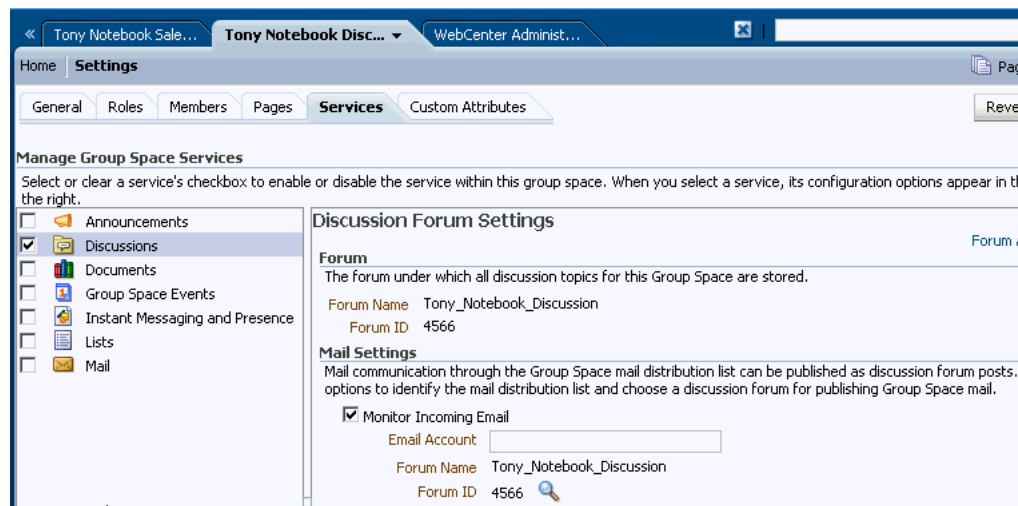 « Tony Notebook Sale... Tony Notebook Disc... WebCenter Administ...
Home Settings Pag
General Roles Members Pages Services Custom Attributes Reve
Manage Group Space Services
Select or clear a service's checkbox to enable or disable the service within this group space. When you select a service, its configuration options appear in th
the right.
Announcements
Discussions
Documents
Group Space Events
Instant Messaging and Presence
Lists
Mail
Discussion Forum Settings
Forum A
Forum
The forum under which all discussion topics for this Group Space are stored.
Forum Name Tony_Notebook_Discussion
Forum ID 4566
Mail Settings
Mail communication through the Group Space mail distribution list can be published as discussion forum posts.
options to identify the mail distribution list and choose a discussion forum for publishing Group Space mail.
Monitor Incoming Email
Email Account
Forum Name Tony_Notebook_Discussion
Forum ID 4566